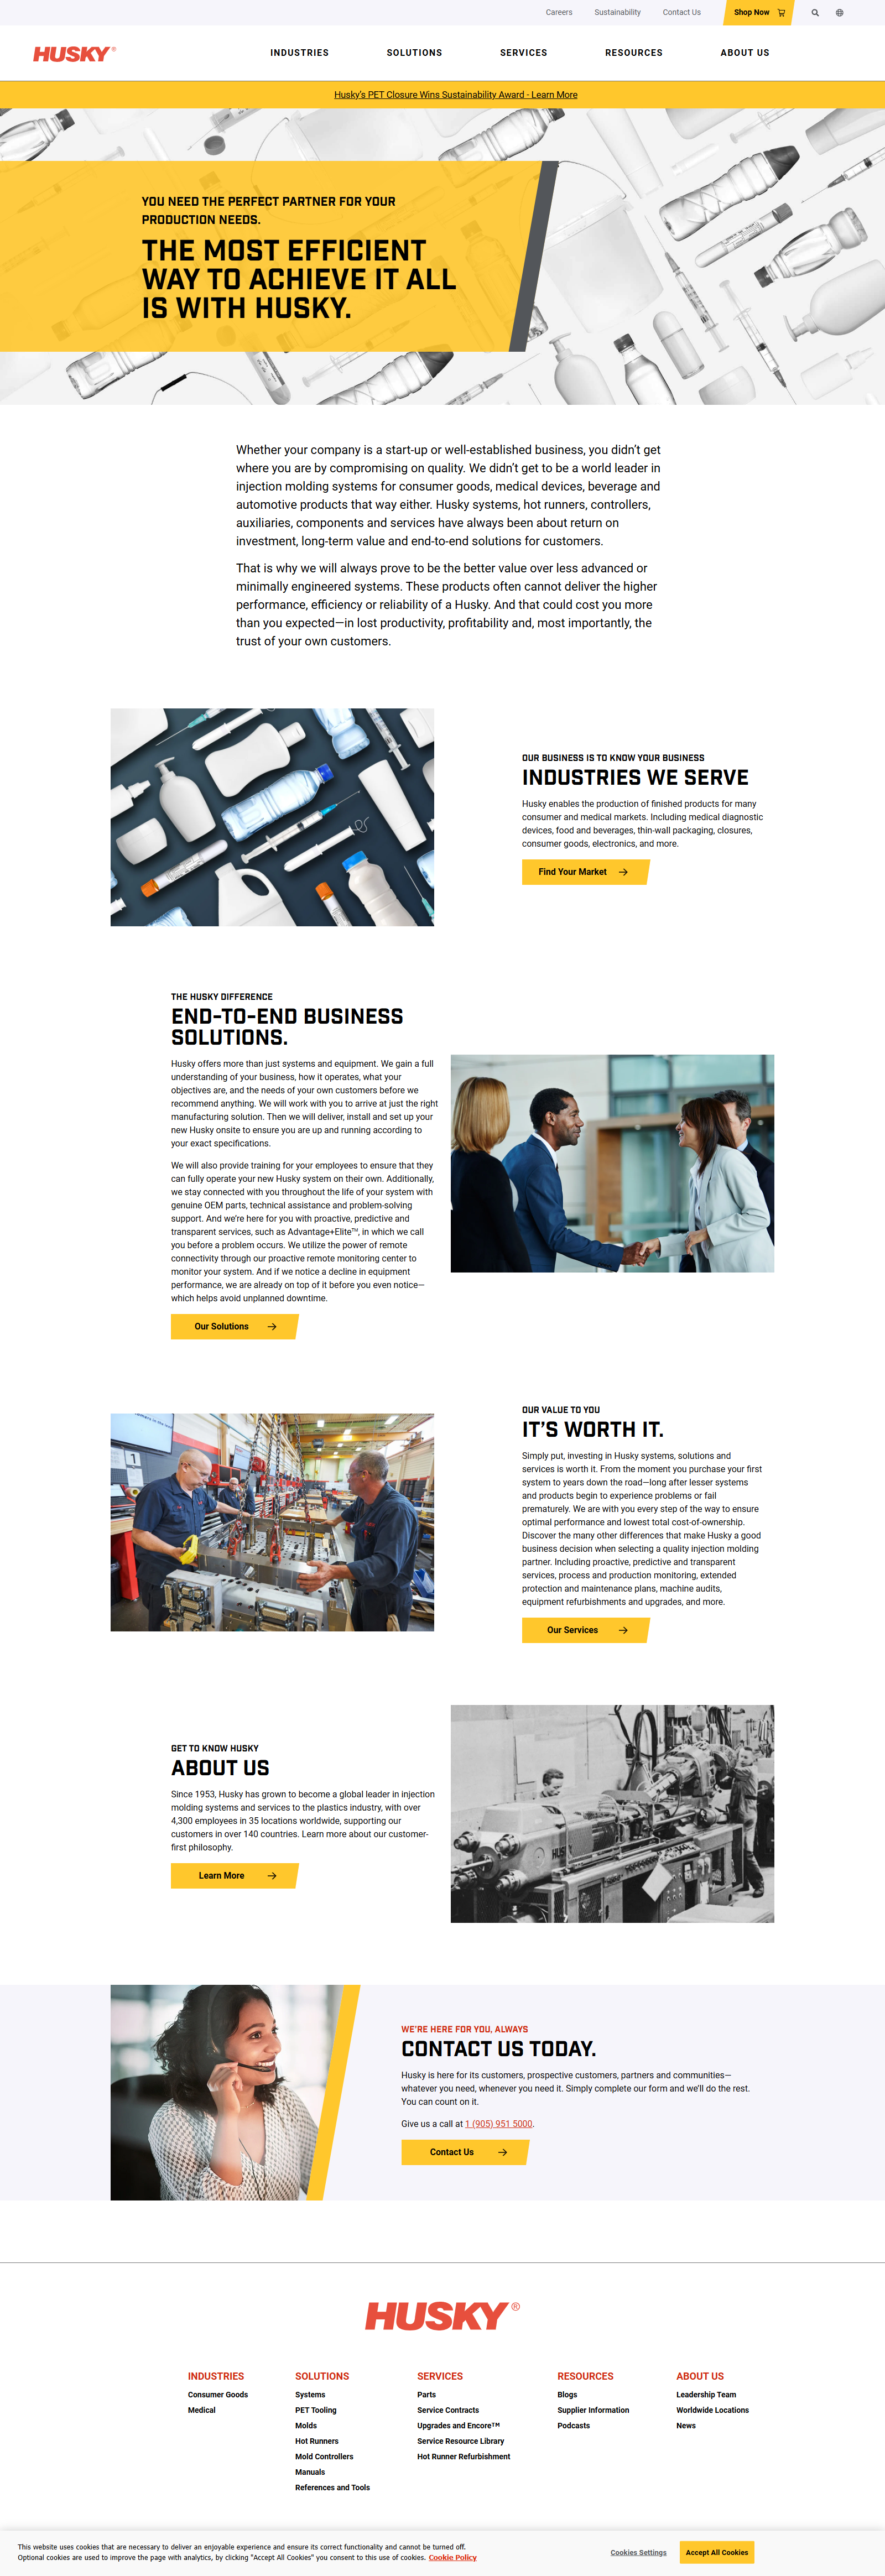 Careers Sustainability Contact Us Shop Now
HUSKY®
INDUSTRIES SOLUTIONS SERVICES RESOURCES ABOUT US
Husky's PET Closure Wins Sustainability Award - Learn More
YOU NEED THE PERFECT PARTNER FOR YOUR
PRODUCTION NEEDS.
THE MOST EFFICIENT
WAY TO ACHIEVE IT ALL
IS WITH HUSKY.
Whether your company is a start-up or well-established business, you didn't get
where you are by compromising on quality. We didn't get to be a world leader in
injection molding systems for consumer goods, medical devices, beverage and
automotive products that way either. Husky systems, hot runners, controllers,
auxiliaries, components and services have always been about return on
investment, long-term value and end-to-end solutions for customers.
That is why we will always prove to be the better value over less advanced or
minimally engineered systems. These products often cannot deliver the higher
performance, efficiency or reliability of a Husky. And that could cost you more
than you expected—in lost productivity, profitability and, most importantly, the
trust of your own customers.
OUR BUSINESS IS TO KNOW YOUR BUSINESS
INDUSTRIES WE SERVE
Husky enables the production of finished products for many
consumer and medical markets. Including medical diagnostic
devices, food and beverages, thin-wall packaging, closures,
consumer goods, electronics, and more.
Find Your Market
THE HUSKY DIFFERENCE
END-TO-END BUSINESS
SOLUTIONS.
Husky offers more than just systems and equipment. We gain a full
understanding of your business, how it operates, what your
objectives are, and the needs of your own customers before we
recommend anything. We will work with you to arrive at just the right
manufacturing solution. Then we will deliver, install and set up your
new Husky onsite to ensure you are up and running according to
your exact specifications.
We will also provide training for your employees to ensure that they
can fully operate your new Husky system on their own. Additionally,
we stay connected with you throughout the life of your system with
genuine OEM parts, technical assistance and problem-solving
support. And we're here for you with proactive, predictive and
transparent services, such as Advantage+Elite™, in which we call
you before a problem occurs. We utilize the power of remote
connectivity through our proactive remote monitoring center to
monitor your system. And if we notice a decline in equipment
performance, we are already on top of it before you even notice—
which helps avoid unplanned downtime.
Our Solutions
OUR VALUE TO YOU
IT'S WORTH IT.
Simply put, investing in Husky systems, solutions and
services is worth it. From the moment you purchase your first
system to years down the road—long after lesser systems
and products begin to experience problems or fail
prematurely. We are with you every step of the way to ensure
optimal performance and lowest total cost-of-ownership.
Discover the many other differences that make Husky a good
business decision when selecting a quality injection molding
partner. Including proactive, predictive and transparent
services, process and production monitoring, extended
protection and maintenance plans, machine audits,
equipment refurbishments and upgrades, and more.
Our Services
GET TO KNOW HUSKY
ABOUT US
Since 1953, Husky has grown to become a global leader in injection
molding systems and services to the plastics industry, with over
4,300 employees in 35 locations worldwide, supporting our
customers in over 140 countries. Learn more about our customer-
first philosophy.
Learn More
HUSKY
WE'RE HERE FOR YOU, ALWAYS
CONTACT US TODAY.
Husky is here for its customers, prospective customers, partners and communities—
whatever you need, whenever you need it. Simply complete our form and we'll do the rest.
You can count on it.
Give us a call at 1 (905) 951 5000.
Contact Us
HUSKY®
INDUSTRIES
Consumer Goods
Medical
SOLUTIONS
Systems
PET Tooling
Molds
Hot Runners
Mold Controllers
Manuals
References and Tools
SERVICES
Parts
Service Contracts
Upgrades and Encore™
Service Resource Library
Hot Runner Refurbishment
RESOURCES
Blogs
Supplier Information
Podcasts
ABOUT US
Leadership Team
Worldwide Locations
News
This website uses cookies that are necessary to deliver an enjoyable experience and ensure its correct functionality and cannot be turned off.
Optional cookies are used to improve the page with analytics, by clicking "Accept All Cookies" you consent to this use of cookies. Cookie Policy
Cookies Settings
Accept All Cookies